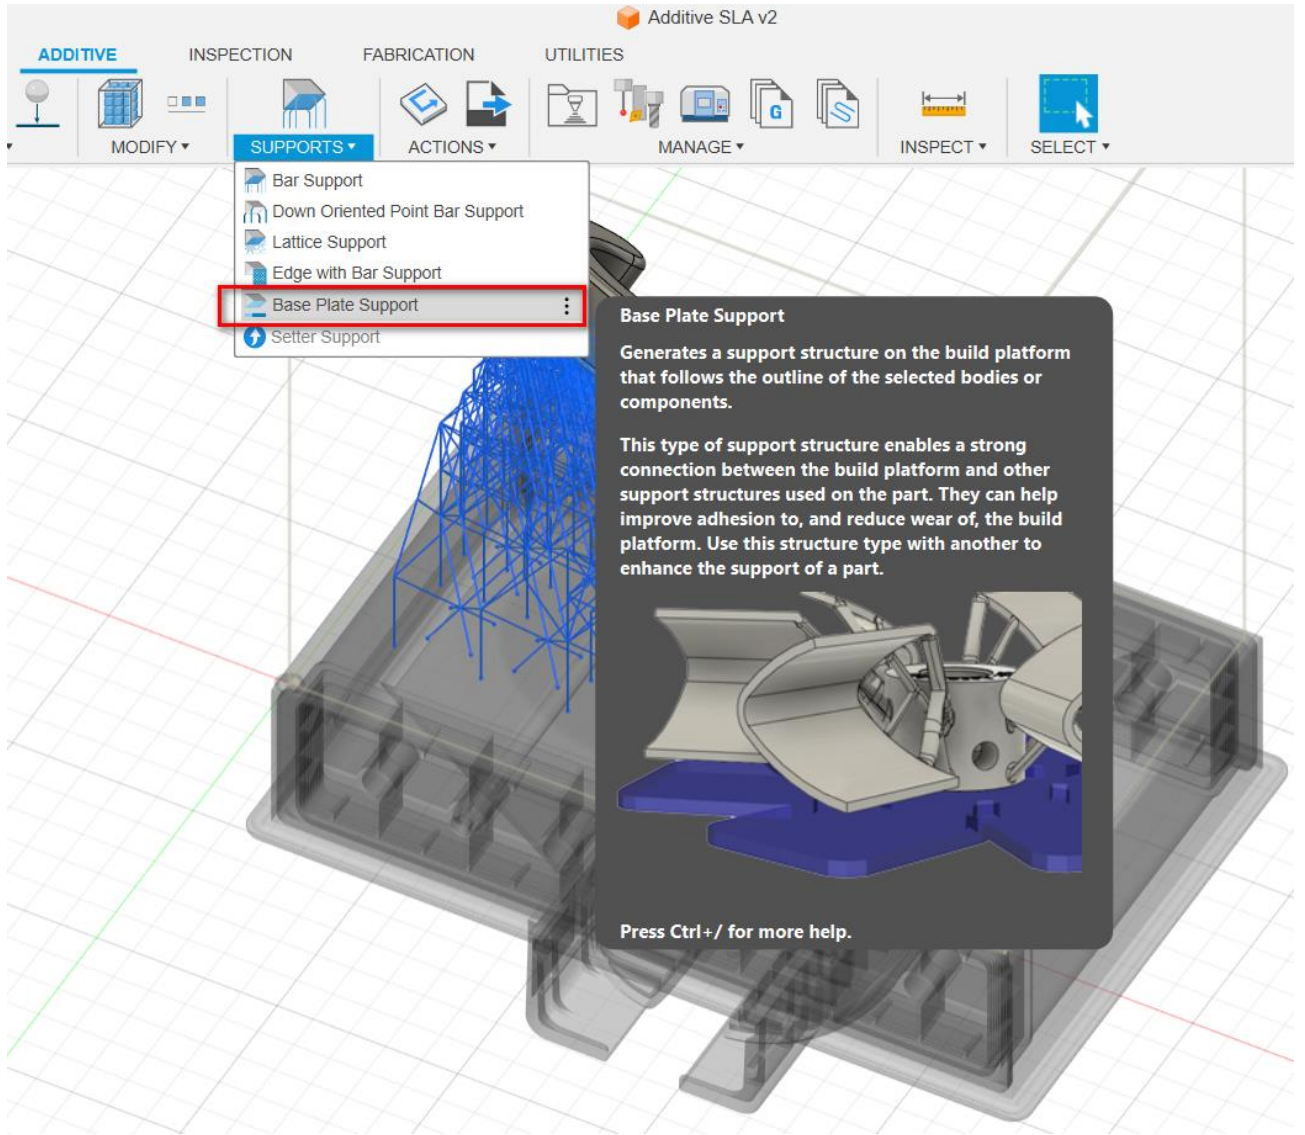 Additive SLA v2
ADDITIVE INSPECTION FABRICATION UTILITIES
G
MODIFY SUPPORTS ACTIONS MANAGE INSPECT SELECT
Bar Support
Down Oriented Point Bar Support
Lattice Support
Edge with Bar Support
Base Plate Support
Setter Support
Base Plate Support
Generates a support structure on the build platform
that follows the outline of the selected bodies or
components.
This type of support structure enables a strong
connection between the build platform and other
support structures used on the part. They can help
improve adhesion to, and reduce wear of, the build
platform. Use this structure type with another to
enhance the support of a part.
Press Ctrl+/ for more help.